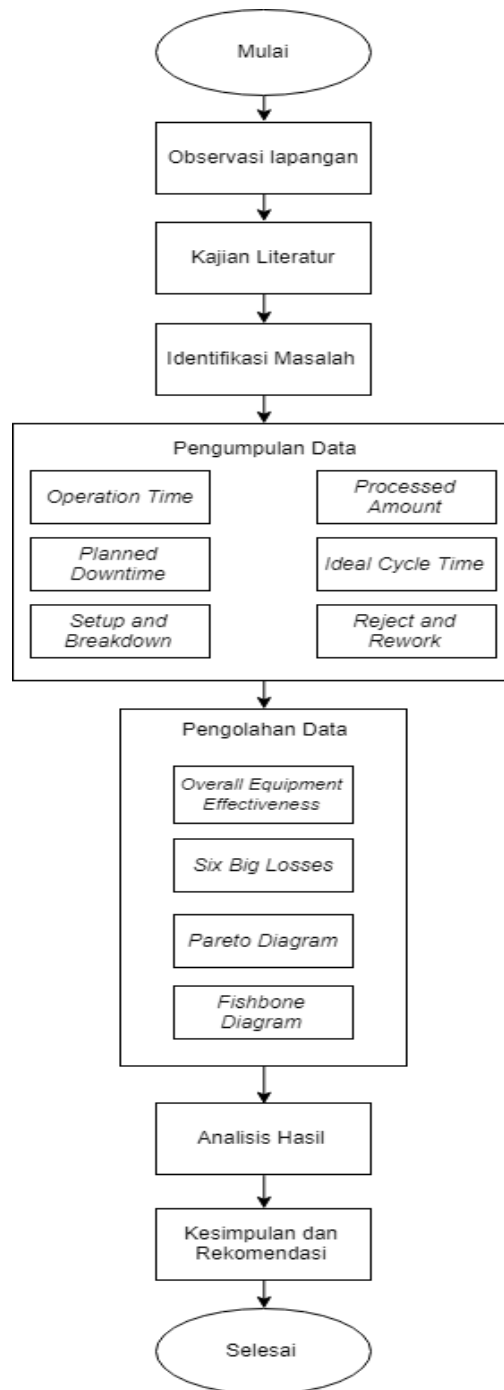 Mulai
Observasi lapangan
Kajian Literatur
Identifikasi Masalah
Pengumpulan Data
Operation Time
Processed
Amount
Planned
Downtime
Ideal Cycle Time
Setup and
Breakdown
Reject and
Rework
Pengolahan Data
Overall Equipment
Effectiveness
Six Big Losses
Pareto Diagram
Fishbone
Diagram
Analisis Hasil
Kesimpulan dan
Rekomendasi
Selesai